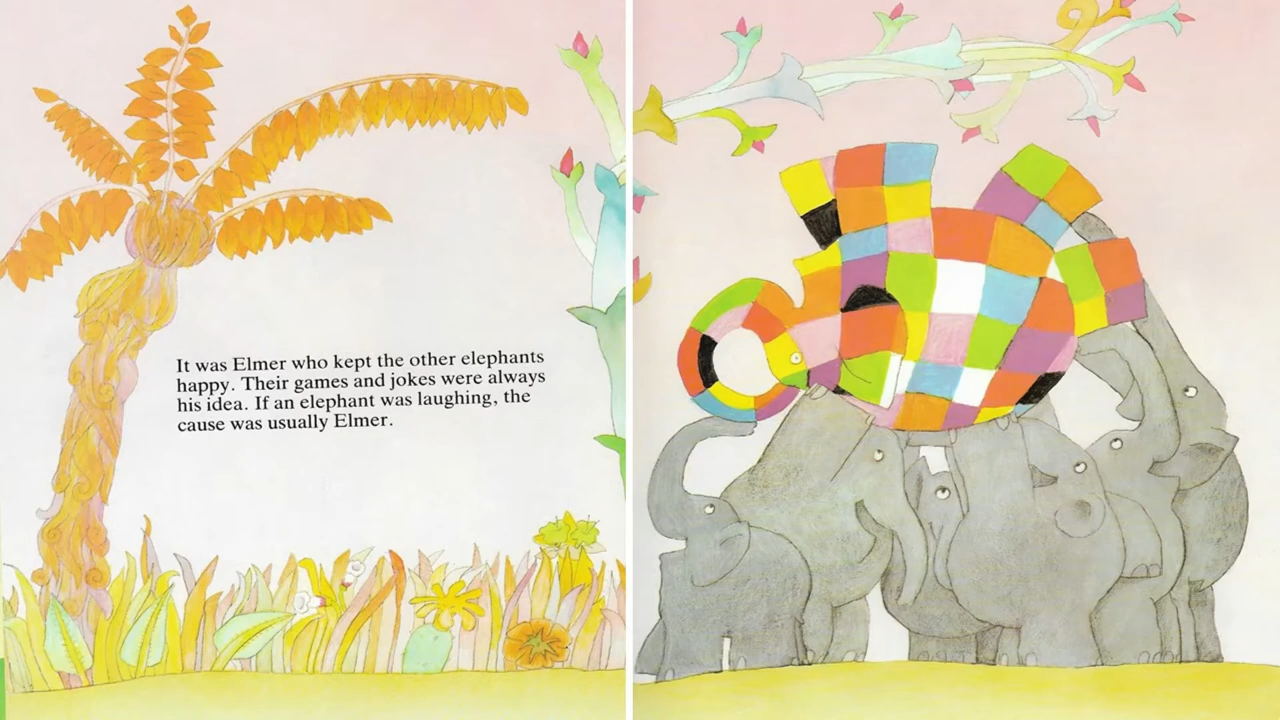 It was Elmer who kept the other elephants
happy. Their games and jokes were always
his idea. If an elephant was laughing, the
cause was usually Elmer.